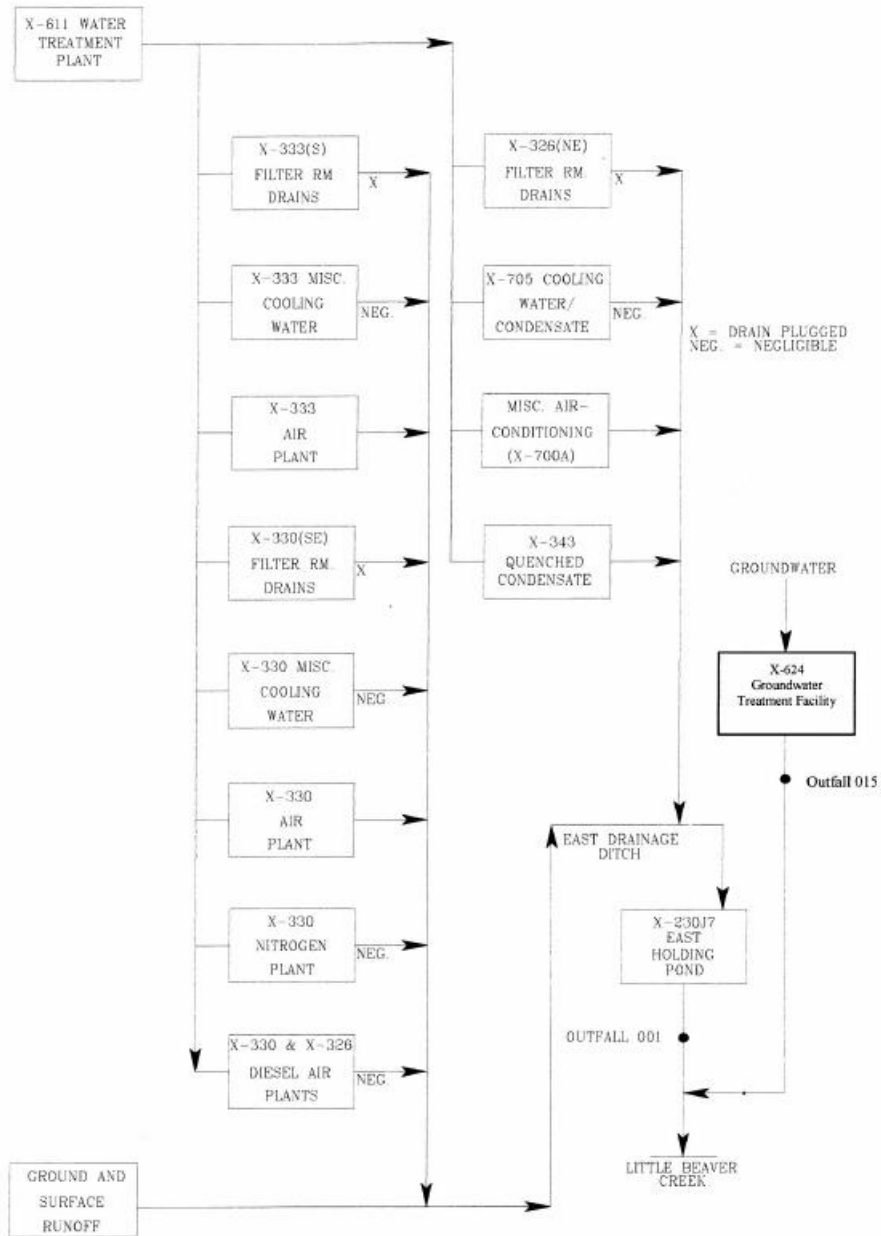 X-611 WATER
TREATMENT
PLANT
X-333(S)
FILTER RM
DRAINS
X
X-333 MISC.
COOLING
WATER
NEG.
X-333
AIR
PLANT
X-330(SE)
FILTER RM.
DRAINS
X
X-330 MISC.
COOLING
WATER
NEG.
X-330
AIR
PLANT
X-330
NITROGEN
PLANT
NEG.
X-330 & X-326
DIESEL AIR
PLANTS
NEG.
GROUND AND
SURFACE
RUNOFF
X-326(NE)
FILTER RM.
DRAINS
X
X-705 COOLING
WATER/
CONDENSATE
NEG.
X = DRAIN PLUGGED
NEG. = NEGLIGIBLE
MISC. AIR-
CONDITIONING
(X-700A)
X-343
QUENCHED
CONDENSATE
GROUNDWATER
X-624
Groundwater
Treatment Facility
Outfall 015
EAST DRAINAGE
DITCH
X-230J7
EAST
HOLDING
POND
OUTFALL 001
LITTLE BEAVER
CREEK